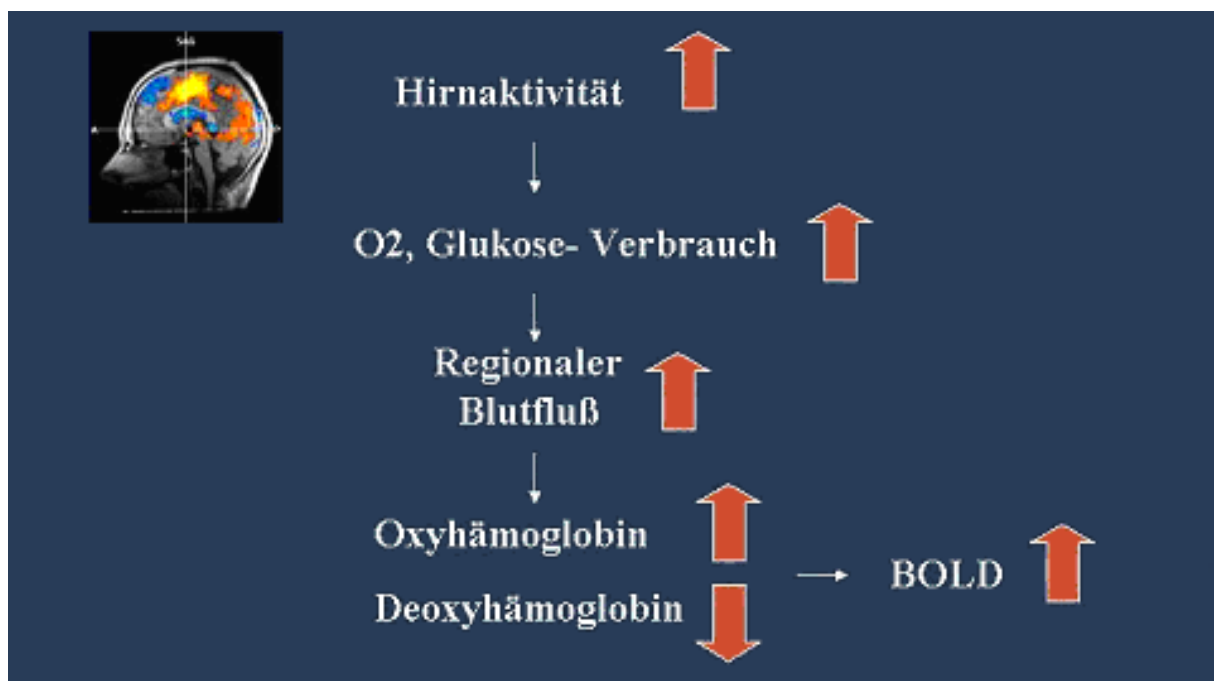 Hirnaktivität
O2, Glukose- Verbrauch
Regionaler
Blutfluß
Oxyhämoglobin
BOLD
Deoxyhämoglobin